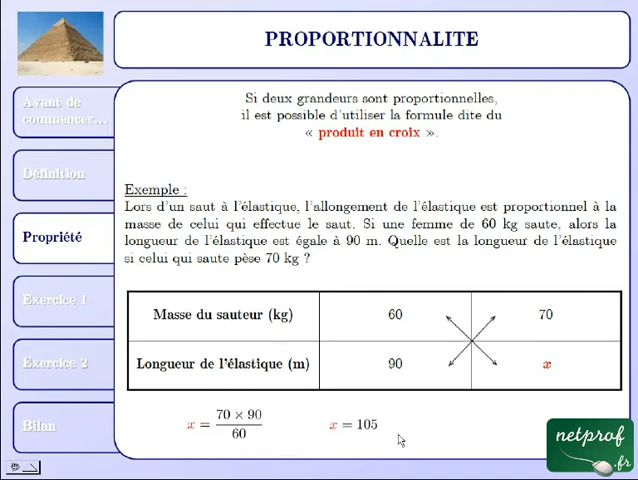 PROPORTIONNALITE
Avant de
commencer...
Définition
Propriété
Exercice 1
Exercice 2
Bilan
Si deux grandeurs sont proportionnelles,
il est possible d'utiliser la formule dite du
« produit en croix ».
Exemple :
Lors d'un saut à l'élastique, l'allongement de l'élastique est proportionnel à la
masse de celui qui effectue le saut. Si une femme de 60 kg saute, alors la
longueur de l'élastique est égale à 90 m. Quelle est la longueur de l'élastique
si celui qui saute pèse 70 kg ?
Masse du sauteur (kg) 60 70
Longueur de l'élastique (m) 90 x
x = 70 × 90 / 60 x = 105
netprof
.fr